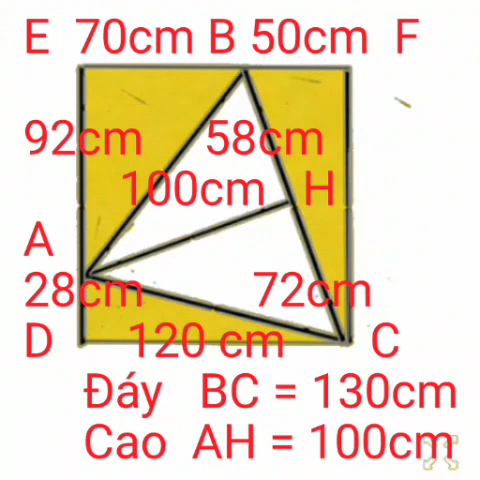 E 70cm B 50cm F
92cm 58cm
100cm H
A
28cm 72cm
D 120 cm C
Đáy BC = 130cm
Cao AH = 100cm